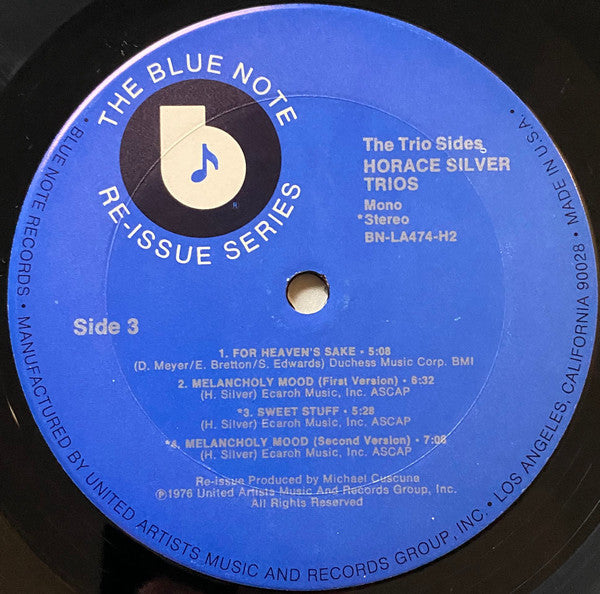 THE BLUE NOTE
RE-ISSUE SERIES
b
®
The Trio Sides
HORACE SILVER
TRIOS
Mono
*Stereo
BN-LA474-H2
Side 3
1. FOR HEAVEN'S SAKE • 5:08
(D. Meyer/E. Bretton/S. Edwards) Duchess Music Corp. BMI
2. MELANCHOLY MOOD (First Version) • 6:32
(H. Silver) Ecaroh Music, Inc. ASCAP
*3. SWEET STUFF • 5:28
(H. Silver) Ecaroh Music, Inc. ASCAP
*4. MELANCHOLY MOOD (Second Version) • 7:06
(H. Silver) Ecaroh Music, Inc. ASCAP
Re-Issue Produced by Michael Cuscuna
℗1976 United Artists Music And Records Group, Inc.
All Rights Reserved
• BLUE NOTE RECORDS • MANUFACTURED BY UNITED ARTISTS MUSIC AND RECORDS GROUP, INC. • LOS ANGELES, CALIFORNIA 90028 • MADE IN U.S.A.